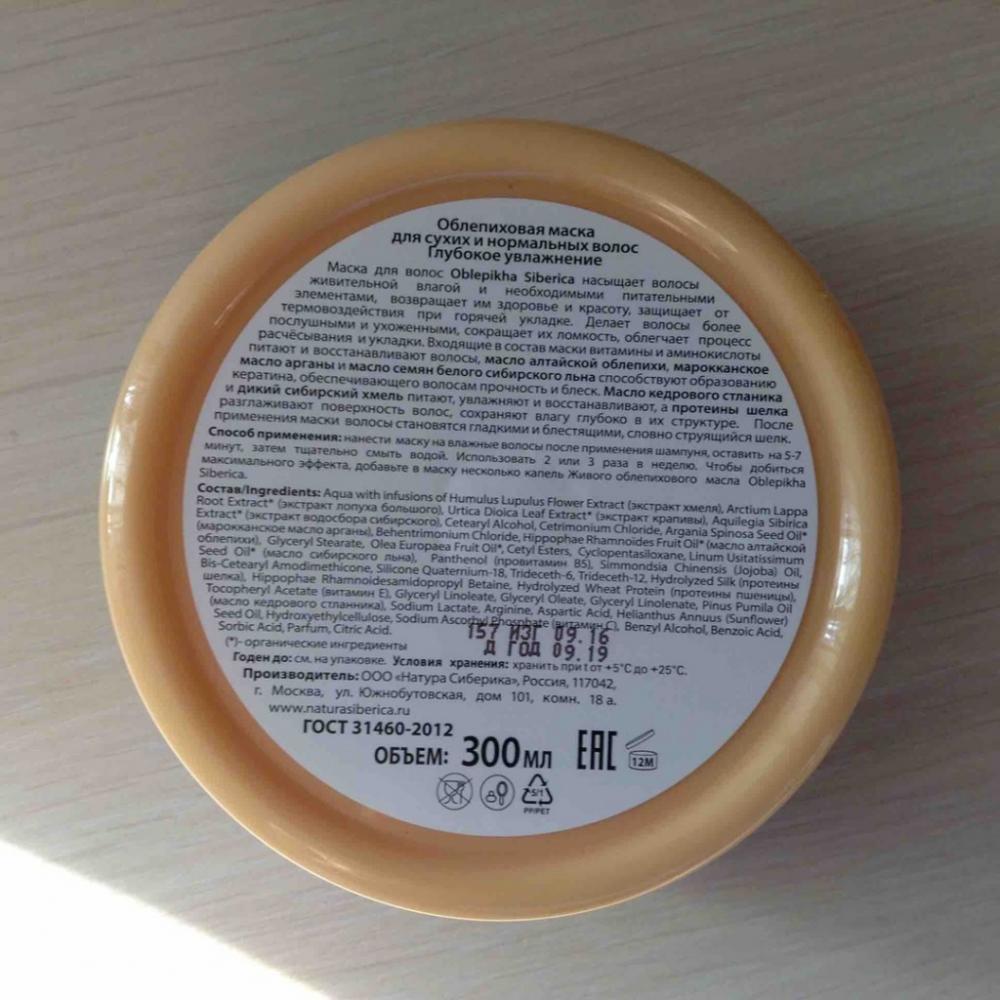 Облепиховая маска
для сухих и нормальных волос
Глубокое увлажнение
Маска для волос Oblepikha Siberica насыщает волосы
живительной влагой и необходимыми питательными
элементами, возвращает им здоровье и красоту, защищает от
термовоздействия при горячей укладке. Делает волосы более
послушными и ухоженными, сокращает их ломкость, облегчает процесс
расчёсывания и укладки. Входящие в состав маски витамины и аминокислоты
питают и восстанавливают волосы, масло алтайской облепихи, марокканское
масло арганы и масло семян белого сибирского льна способствуют образованию
кератина, обеспечивающего волосам прочность и блеск. Масло кедрового стланика
и дикий сибирский хмель питают, увлажняют и восстанавливают, а протеины шелка
разглаживают поверхность волос, сохраняют влагу глубоко в их структуре. После
применения маски волосы становятся гладкими и блестящими, словно струящийся шелк.
Способ применения: нанести маску на влажные волосы после применения шампуня, оставить на 5-7
минут, затем тщательно смыть водой. Использовать 2 или 3 раза в неделю. Чтобы добиться
максимального эффекта, добавьте в маску несколько капель Живого облепихового масла Oblepikha
Siberica.
Состав/Ingredients: Aqua with infusions of Humulus Lupulus Flower Extract (экстракт хмеля), Arctium Lappa
Root Extract* (экстракт лопуха большого), Urtica Dioica Leaf Extract* (экстракт крапивы), Aquilegia Sibirica
Extract* (экстракт водосбора сибирского), Cetearyl Alcohol, Cetrimonium Chloride, Argania Spinosa Seed Oil*
(марокканское масло арганы), Behentrimonium Chloride, Hippophae Rhamnoides Fruit Oil* (масло алтайской
облепихи), Glyceryl Stearate, Olea Europaea Fruit Oil*, Cetyl Esters, Cyclopentasiloxane, Linum Usitatissimum
Seed Oil* (масло сибирского льна), Panthenol (провитамин B5), Simmondsia Chinensis (Jojoba) Oil,
Bis-Cetearyl Amodimethicone, Silicone Quaternium-18, Trideceth-6, Trideceth-12, Hydrolyzed Silk (протеины
шелка), Hippophae Rhamnoidesamidopropyl Betaine, Hydrolyzed Wheat Protein (протеины пшеницы),
Tocopheryl Acetate (витамин Е), Glyceryl Linoleate, Glyceryl Oleate, Glyceryl Linolenate, Pinus Pumila Oil
(масло кедрового стланника), Sodium Lactate, Arginine, Aspartic Acid, Helianthus Annuus (Sunflower)
Seed Oil, Hydroxyethylcellulose, Sodium Ascorbyl Phosphate (витамин С), Benzyl Alcohol, Benzoic Acid,
Sorbic Acid, Parfum, Citric Acid.
157 ИЗГ 09.16
Д ГОД 09.19
(*)- органические ингредиенты
Годен до: см. на упаковке. Условия хранения: хранить при t от +5°С до +25°С.
Производитель: ООО «Натура Сиберика», Россия, 117042,
г. Москва, ул. Южнобутовская, дом 101, комн. 18 а.
www.naturasiberica.ru
ГОСТ 31460-2012
ОБЪЕМ: 300 мл EAC 12M
5/1
PP/PET